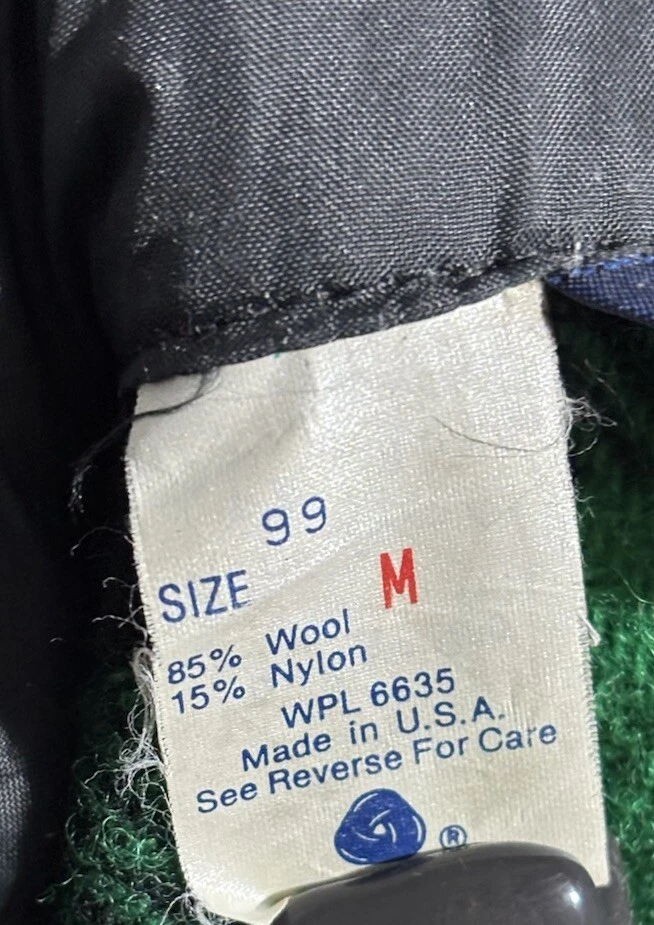 99
SIZE M
85% Wool
15% Nylon
WPL 6635
Made in U.S.A.
See Reverse For Care
®